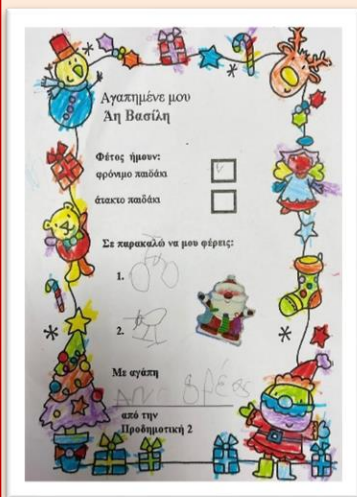 Αγαπημένε μου
Άη Βασίλη
Φέτος ήμουν:
φρόνιμο παιδάκι
άτακτο παιδάκι
Σε παρακαλώ να μου φέρεις:
1.
2.
Με αγάπη
Ανδρέας
από την
Προδημοτική 2